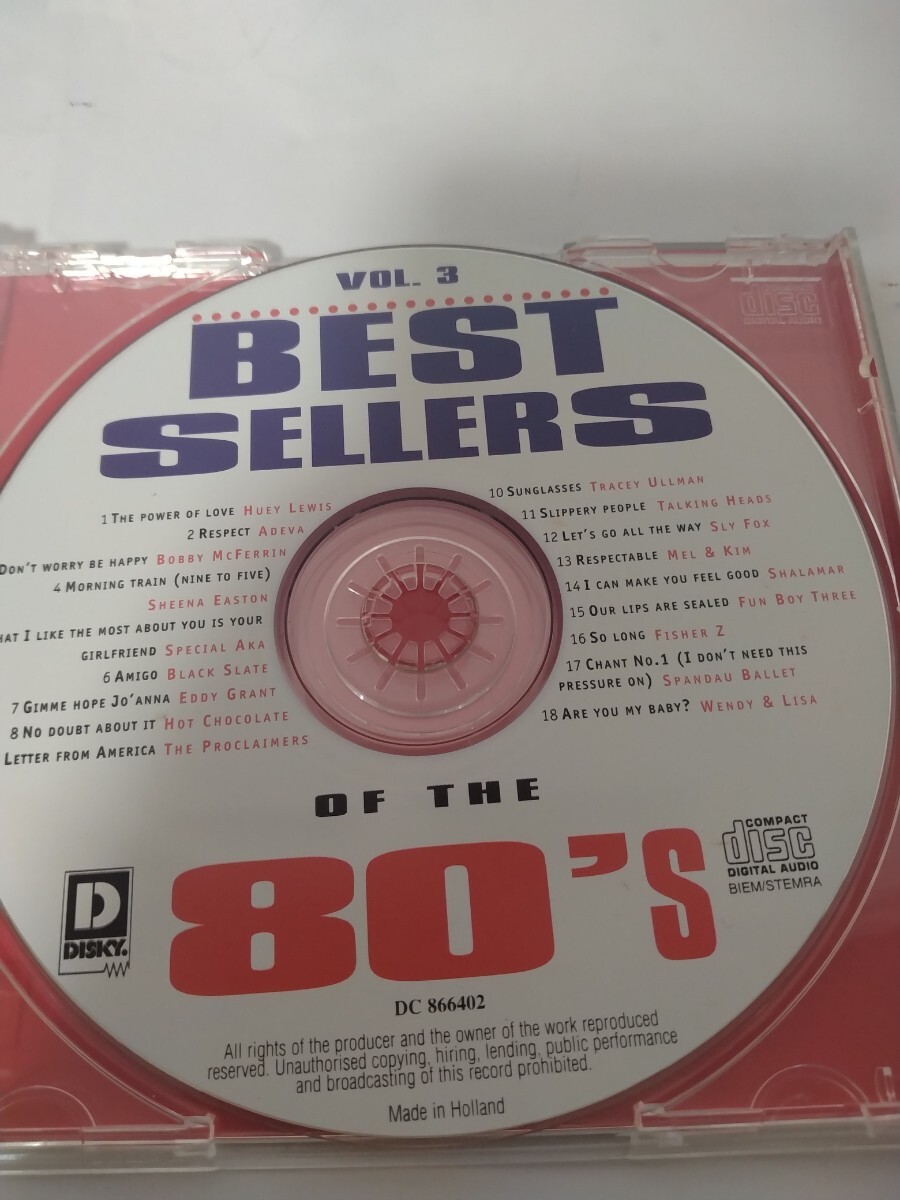 VOL. 3
BEST
SELLERS
1 THE POWER OF LOVE HUEY LEWIS
2 RESPECT ADEVA
DON'T WORRY BE HAPPY BOBBY MCFERRIN
4 MORNING TRAIN (NINE TO FIVE)
SHEENA EASTON
I LIKE THE MOST ABOUT YOU IS YOUR
GIRLFRIEND SPECIAL AKA
6 AMIGO BLACK SLATE
7 GIMME HOPE JO'ANNA EDDY GRANT
8 NO DOUBT ABOUT IT HOT CHOCOLATE
LETTER FROM AMERICA THE PROCLAIMERS
10 SUNGLASSES TRACEY ULLMAN
11 SLIPPERY PEOPLE TALKING HEADS
12 LET'S GO ALL THE WAY SLY FOX
13 RESPECTABLE MEL & KIM
14 I CAN MAKE YOU FEEL GOOD SHALAMAR
15 OUR LIPS ARE SEALED FUN BOY THREE
16 SO LONG FISHER Z
17 CHANT NO.1 (I DON'T NEED THIS
PRESSURE ON) SPANDAU BALLET
18 ARE YOU MY BABY? WENDY & LISA
OF THE
80'S
D
DISKY.
COMPACT
disc
DIGITAL AUDIO
BIEM/STEMRA
DC 866402
All rights of the producer and the owner of the work reproduced
reserved. Unauthorised copying, hiring, lending, public performance
and broadcasting of this record prohibited.
Made in Holland
disc
DIGITAL AUDIO